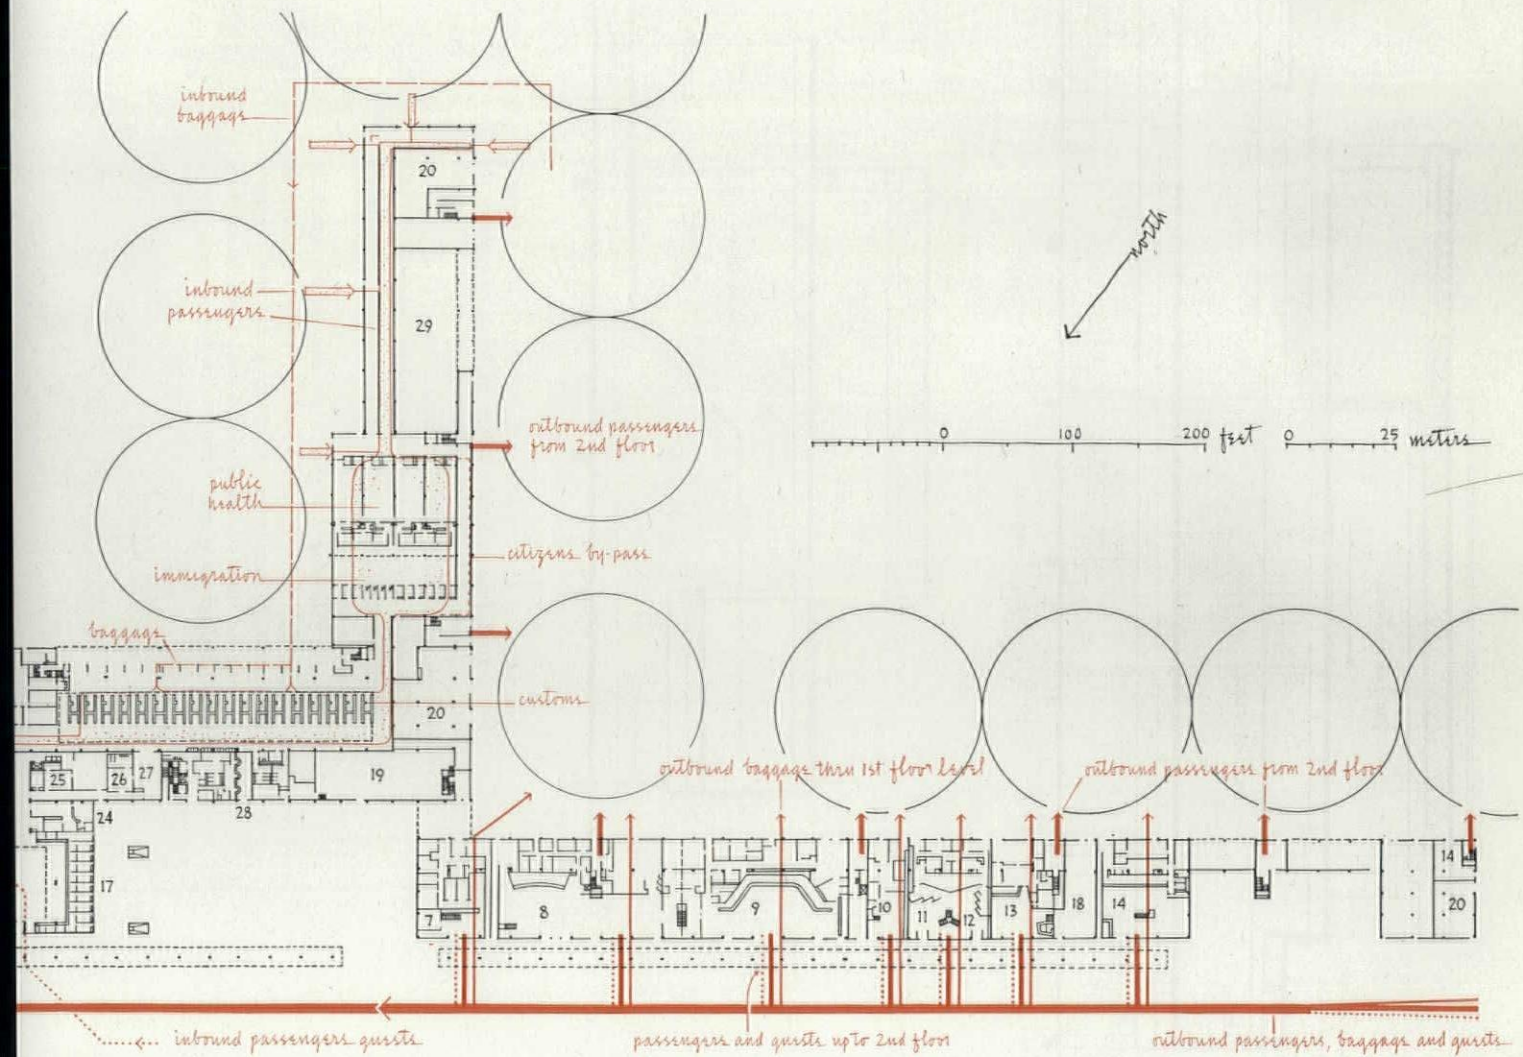 inbound
baggage
20
north
inbound
passengers
29
outbound passengers
from 2nd floor
0 100 200 feet 0 25 meters
public
health
citizens by-pass
immigration
baggage
customs
20
outbound baggage thru 1st floor level
outbound passengers from 2nd floor
25 26 27 19
28
24
17
7 8 9 10 11 12 13 18 14 14 20
inbound passengers guests
passengers and guests up to 2nd floor
outbound passengers, baggage and guests